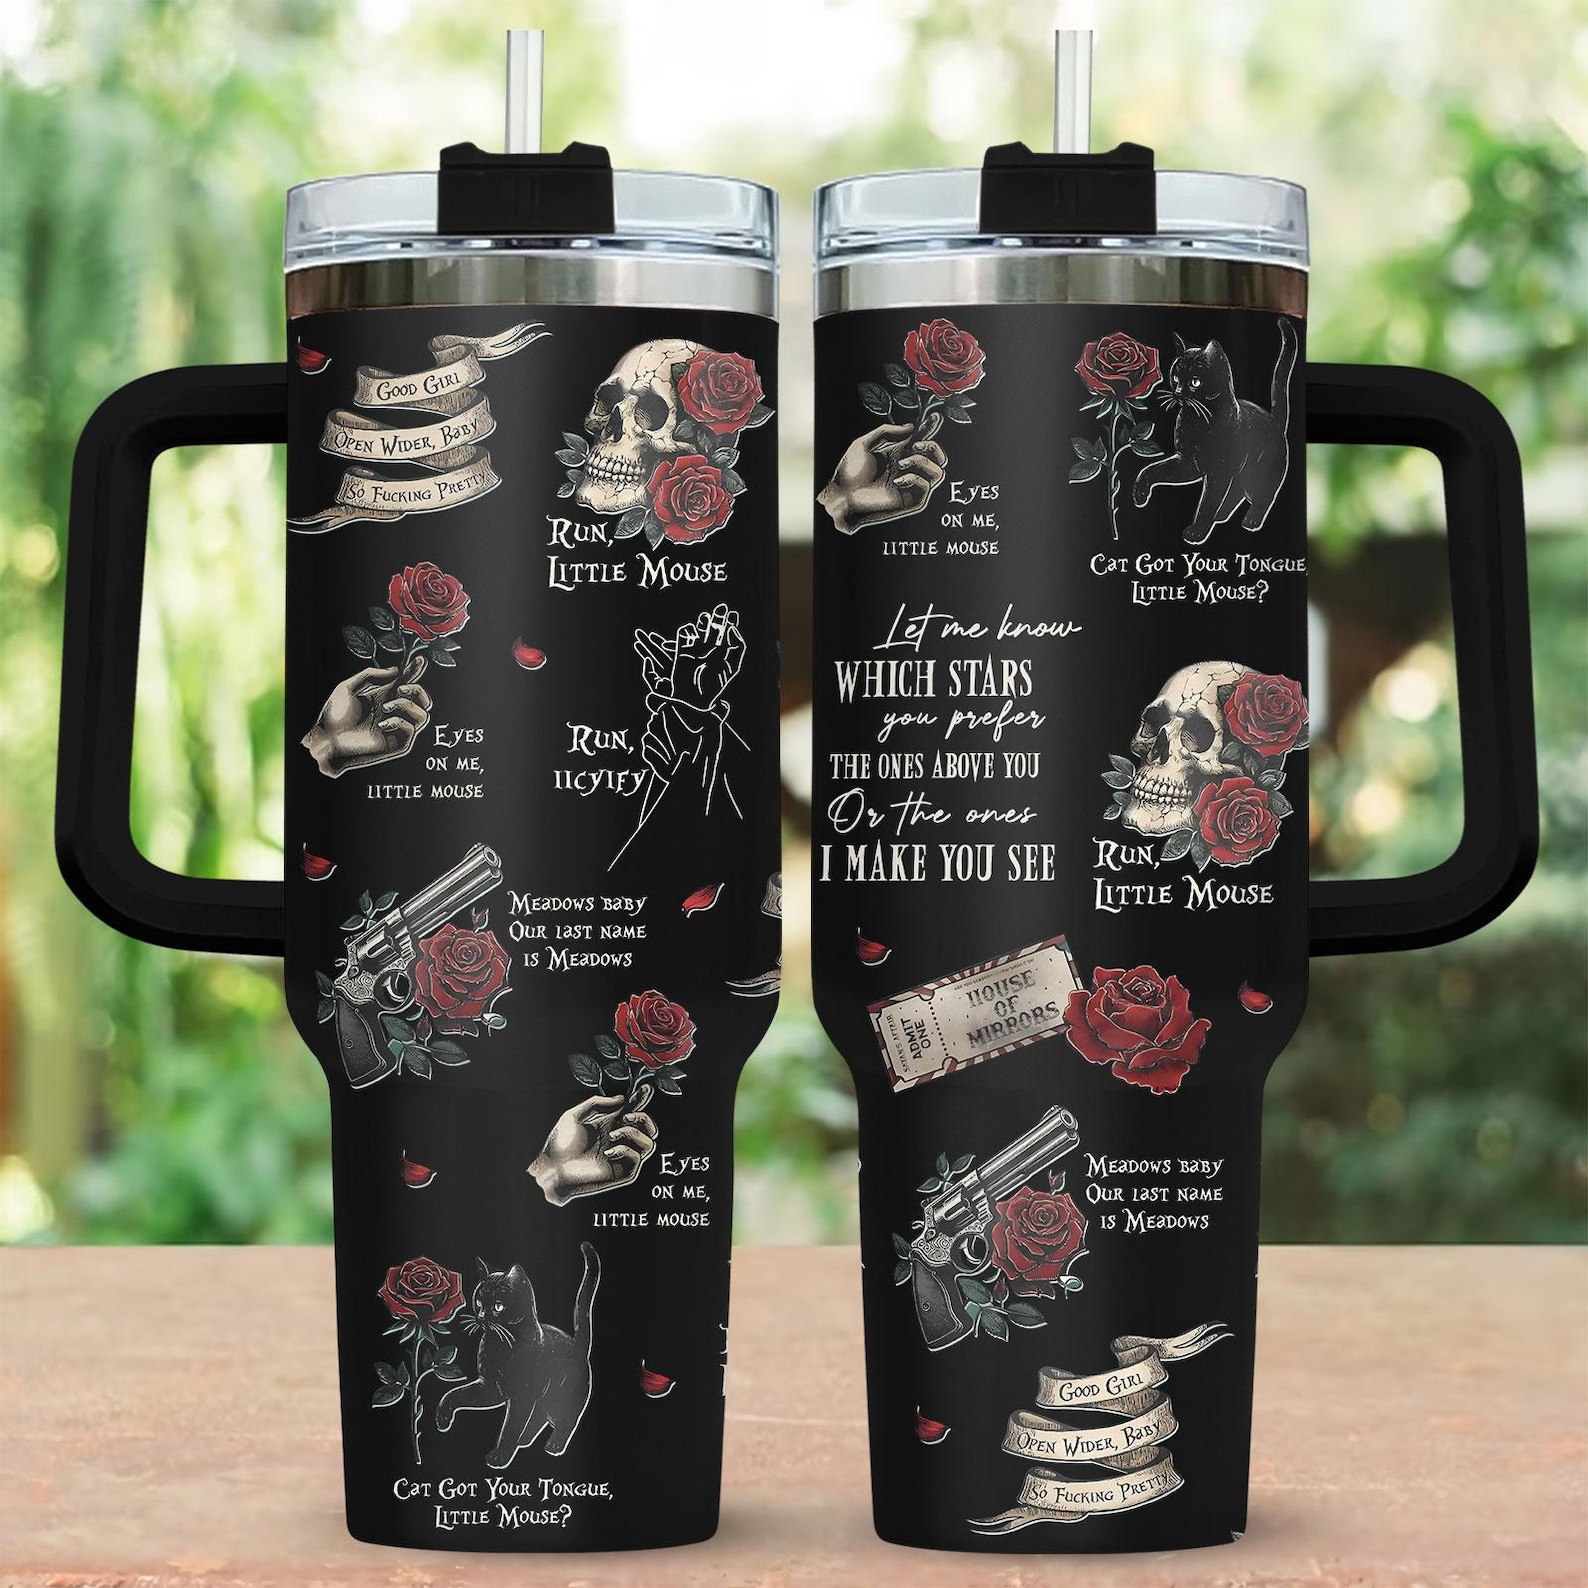 Good Girl
Open Wider, Baby
So Fucking Pretty
Run,
Little Mouse
Eyes
on me,
little mouse
Run,
Meadows baby
Our last name
is Meadows
Eyes
on me,
little mouse
Cat Got Your Tongue,
Little Mouse?
Eyes
on me,
little mouse
Cat Got Your Tongue,
Little Mouse?
Let me know
WHICH STARS
you prefer
THE ONES ABOVE YOU
Or the ones
I MAKE YOU SEE
Run,
Little Mouse
SATAN'S AFFAIR
ADMIT
ONE
HOUSE
OF
MIRRORS
Meadows baby
Our last name
is Meadows
Good Girl
Open Wider, Baby
So Fucking Pretty